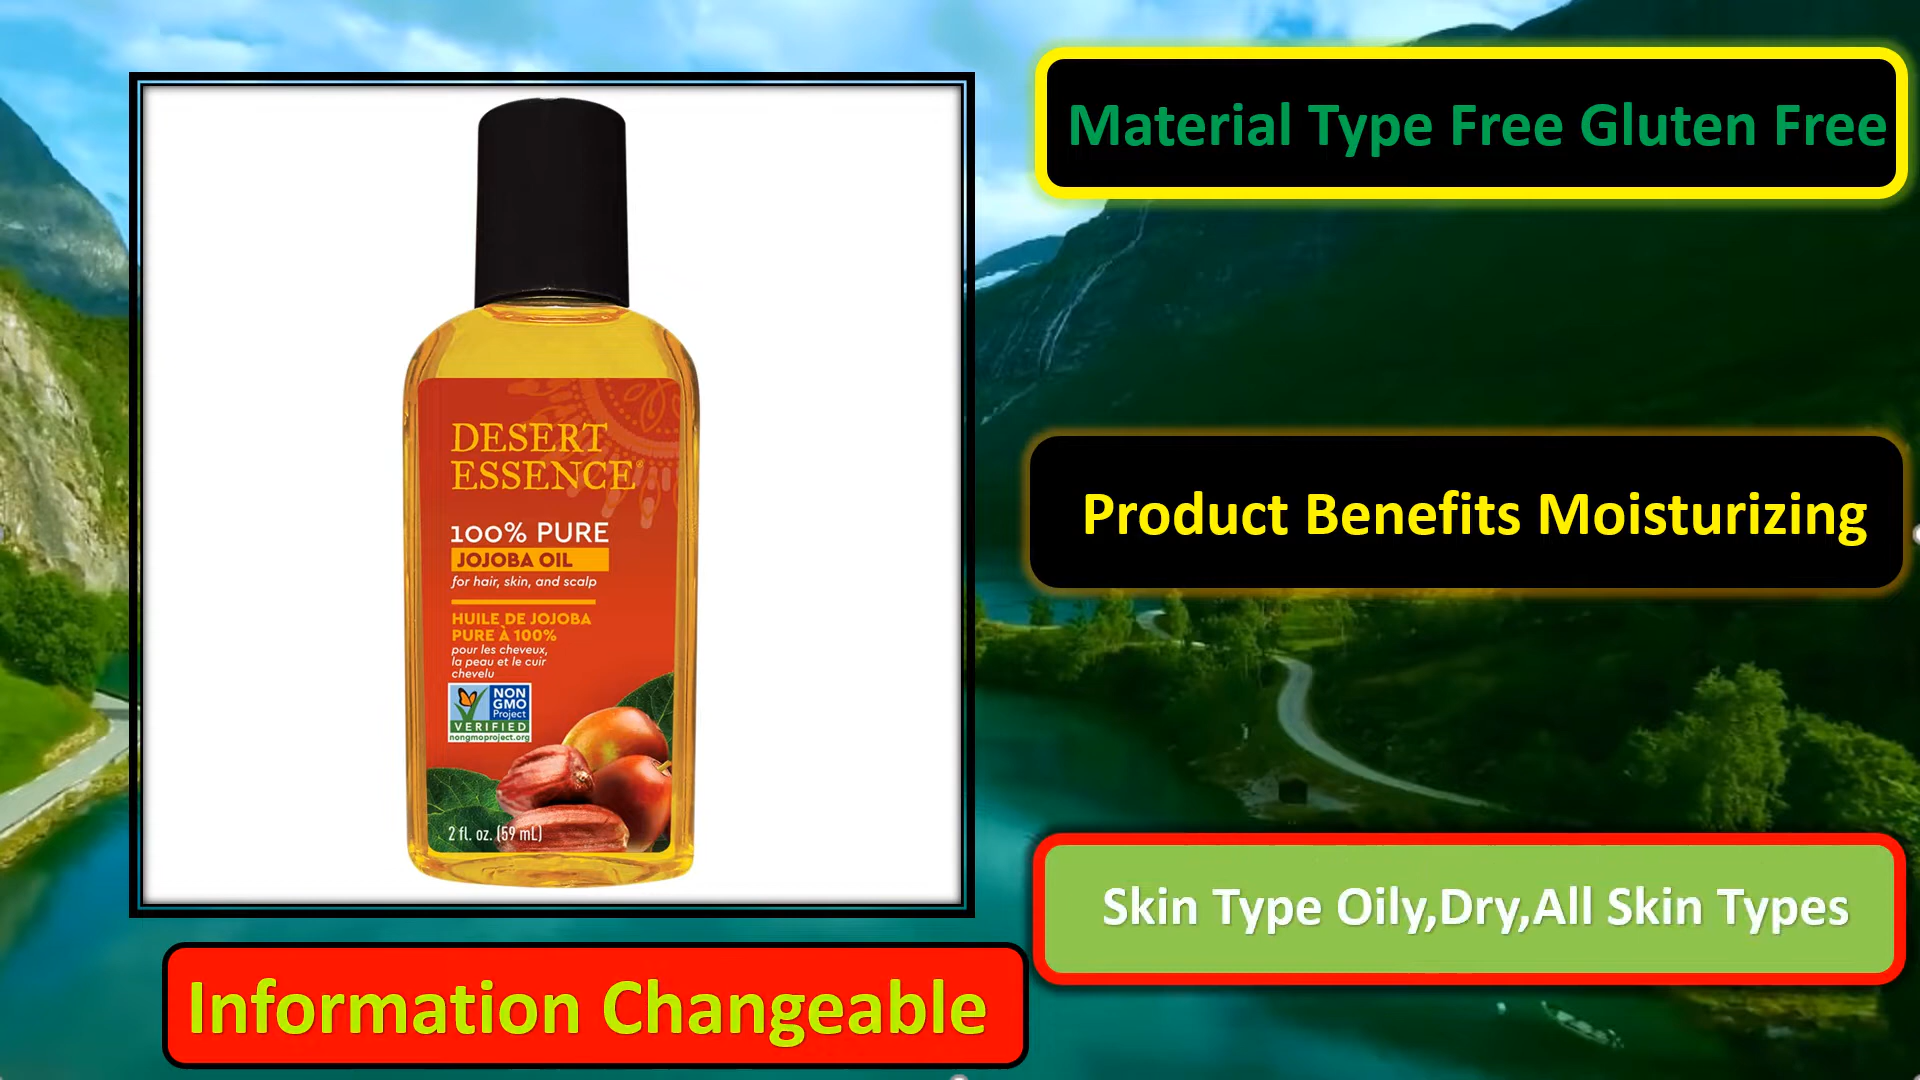 Material Type Free Gluten Free
DESERT
ESSENCE®
100% PURE
JOJOBA OIL
for hair, skin, and scalp
HUILE DE JOJOBA
PURE À 100%
pour les cheveux,
la peau et le cuir
chevelu
NON
GMO
Project
VERIFIED
nongmoproject.org
2 fl. oz. (59 mL)
Product Benefits Moisturizing
Skin Type Oily,Dry,All Skin Types
Information Changeable